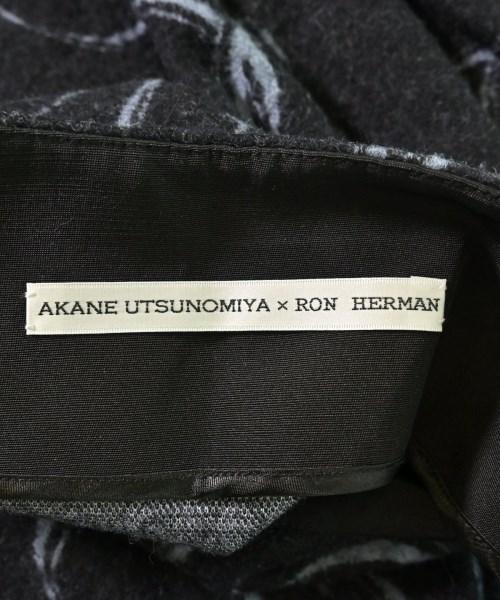 AKANE UTSUNOMIYA × RON HERMAN